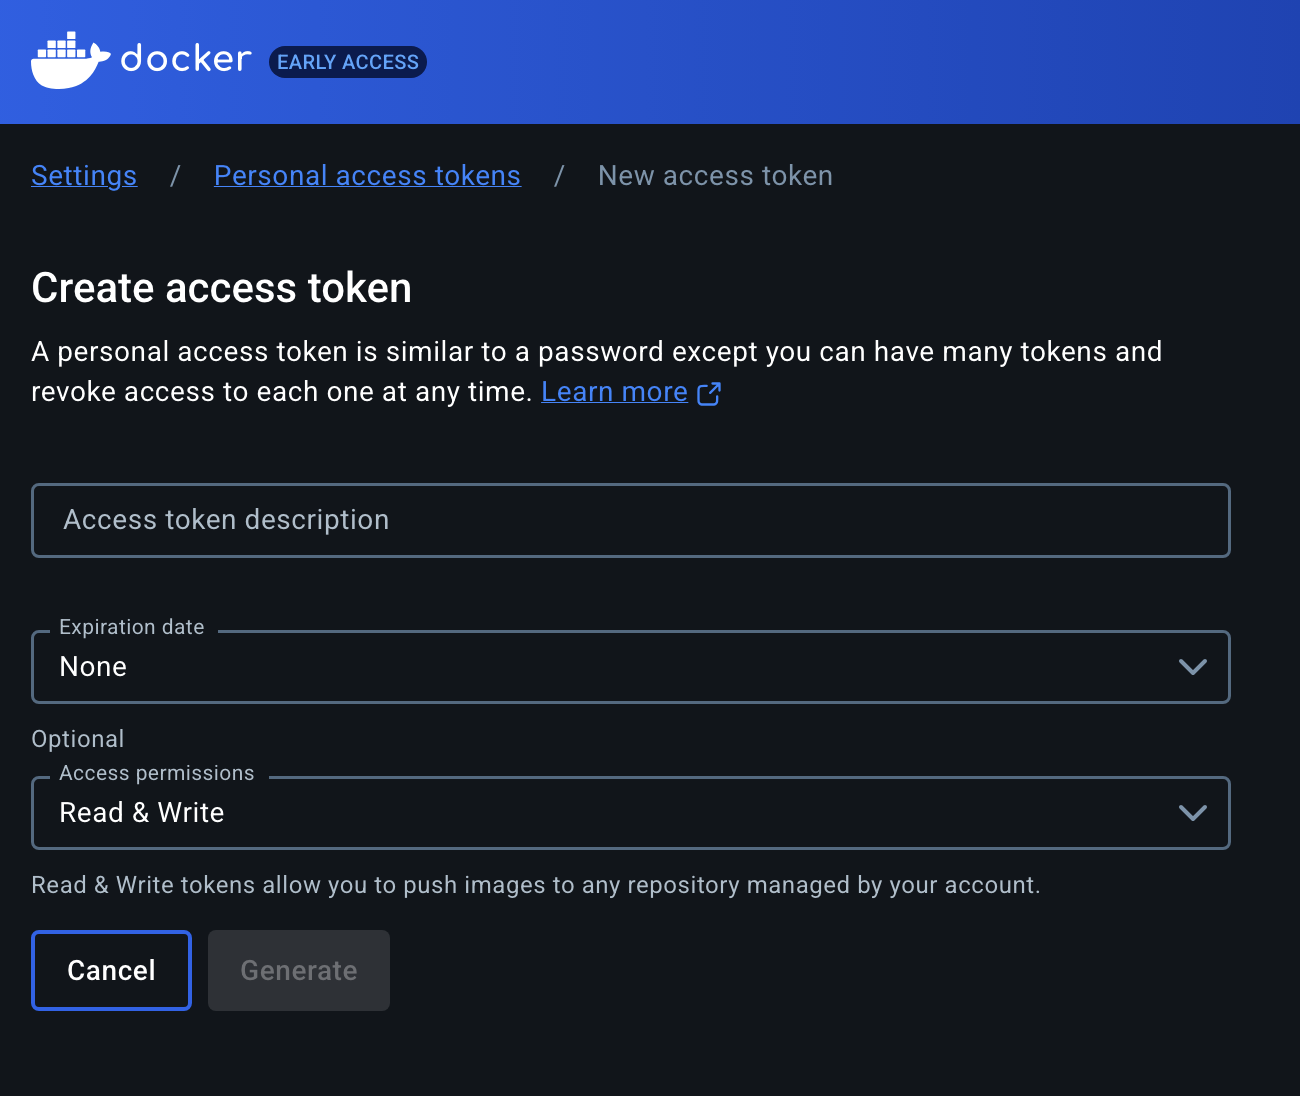 docker EARLY ACCESS
Settings / Personal access tokens / New access token
Create access token
A personal access token is similar to a password except you can have many tokens and
revoke access to each one at any time. Learn more
Access token description
Expiration date
None
Optional
Access permissions
Read & Write
Read & Write tokens allow you to push images to any repository managed by your account.
Cancel Generate